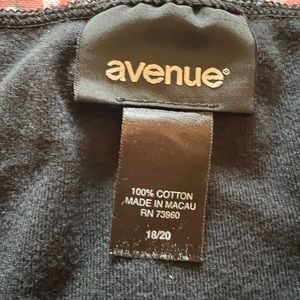 avenue®
100% COTTON
MADE IN MACAU
RN 73960
18/20